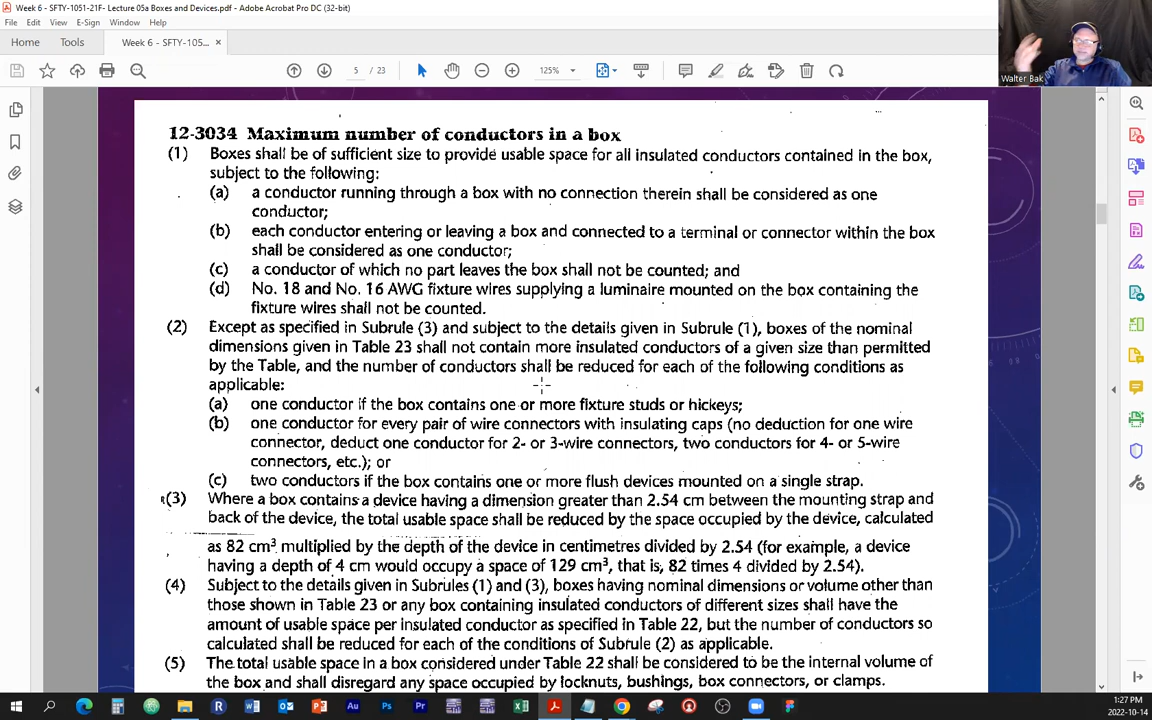 Week 6 - SFTY-1051-21F- Lecture 05a Boxes and Devices.pdf - Adobe Acrobat Pro DC (32-bit)
File Edit View E-Sign Window Help
Home Tools Week 6 - SFTY-105... ×
5 / 23 125%
Walter Bak
12-3034 Maximum number of conductors in a box
(1) Boxes shall be of sufficient size to provide usable space for all insulated conductors contained in the box,
subject to the following:
(a) a conductor running through a box with no connection therein shall be considered as one
conductor;
(b) each conductor entering or leaving a box and connected to a terminal or connector within the box
shall be considered as one conductor;
(c) a conductor of which no part leaves the box shall not be counted; and
(d) No. 18 and No. 16 AWG fixture wires supplying a luminaire mounted on the box containing the
fixture wires shall not be counted.
(2) Except as specified in Subrule (3) and subject to the details given in Subrule (1), boxes of the nominal
dimensions given in Table 23 shall not contain more insulated conductors of a given size than permitted
by the Table, and the number of conductors shall be reduced for each of the following conditions as
applicable:
(a) one conductor if the box contains one or more fixture studs or hickeys;
(b) one conductor for every pair of wire connectors with insulating caps (no deduction for one wire
connector, deduct one conductor for 2- or 3-wire connectors, two conductors for 4- or 5-wire
connectors, etc.); or
(c) two conductors if the box contains one or more flush devices mounted on a single strap.
(3) Where a box contains a device having a dimension greater than 2.54 cm between the mounting strap and
back of the device, the total usable space shall be reduced by the space occupied by the device, calculated
as 82 cm³ multiplied by the depth of the device in centimetres divided by 2.54 (for example, a device
having a depth of 4 cm would occupy a space of 129 cm³, that is, 82 times 4 divided by 2.54).
(4) Subject to the details given in Subrules (1) and (3), boxes having nominal dimensions or volume other than
those shown in Table 23 or any box containing insulated conductors of different sizes shall have the
amount of usable space per insulated conductor as specified in Table 22, but the number of conductors so
calculated shall be reduced for each of the conditions of Subrule (2) as applicable.
(5) The total usable space in a box considered under Table 22 shall be considered to be the internal volume of
the box and shall disregard any space occupied by locknuts, bushings, box connectors, or clamps.
1:27 PM
2022-10-14